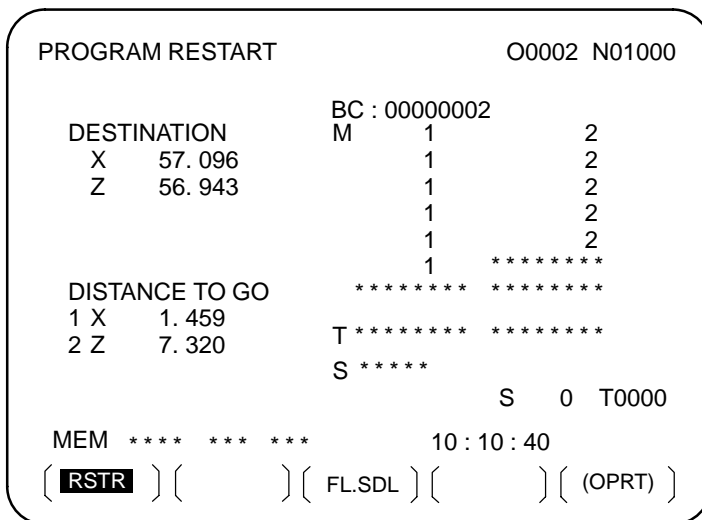 PROGRAM RESTART O0002 N01000
BC : 00000002
DESTINATION M 1 2
X 57. 096 1 2
Z 56. 943 1 2
1 2
1 2
1 * * * * * * * *
DISTANCE TO GO * * * * * * * * * * * * * * * *
1 X 1. 459
2 Z 7. 320 T * * * * * * * * * * * * * * * *
S * * * * *
S 0 T0000
MEM * * * * * * * * * * 10 : 10 : 40
[ RSTR ] [ ] [ FL.SDL ] [ ] [ (OPRT) ]